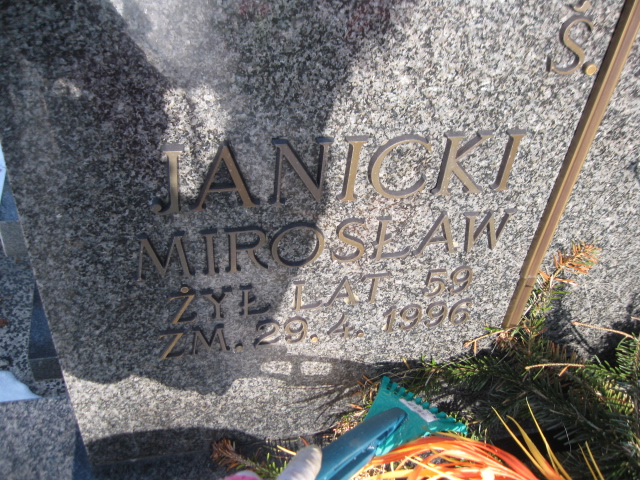 Ś.
JANICKI
MIROSŁAW
ŻYŁ LAT 59
ZM. 29.4. 1996